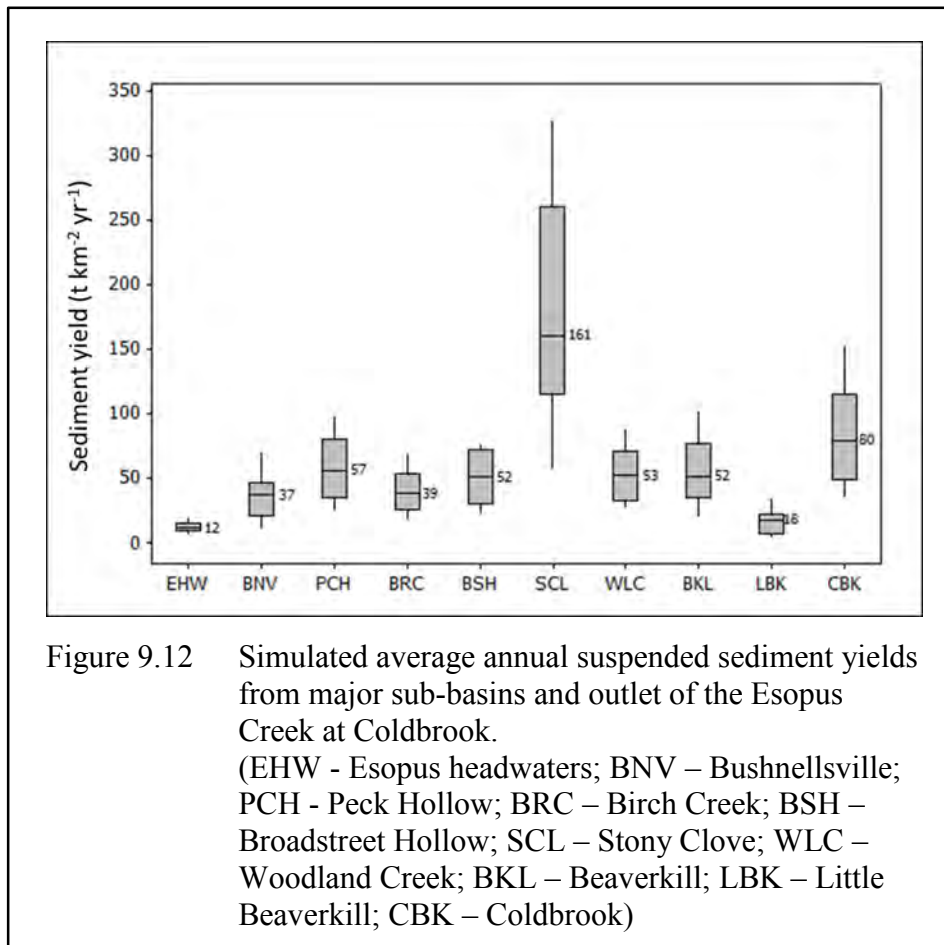 350
300
250
200
150
100
50
0
Sediment yield (t km⁻² yr⁻¹)
12
37
57
39
52
161
53
52
16
80
EHW BNV PCH BRC BSH SCL WLC BKL LBK CBK
Figure 9.12 Simulated average annual suspended sediment yields
from major sub-basins and outlet of the Esopus
Creek at Coldbrook.
(EHW - Esopus headwaters; BNV – Bushnellsville;
PCH - Peck Hollow; BRC – Birch Creek; BSH –
Broadstreet Hollow; SCL – Stony Clove; WLC –
Woodland Creek; BKL – Beaverkill; LBK – Little
Beaverkill; CBK – Coldbrook)